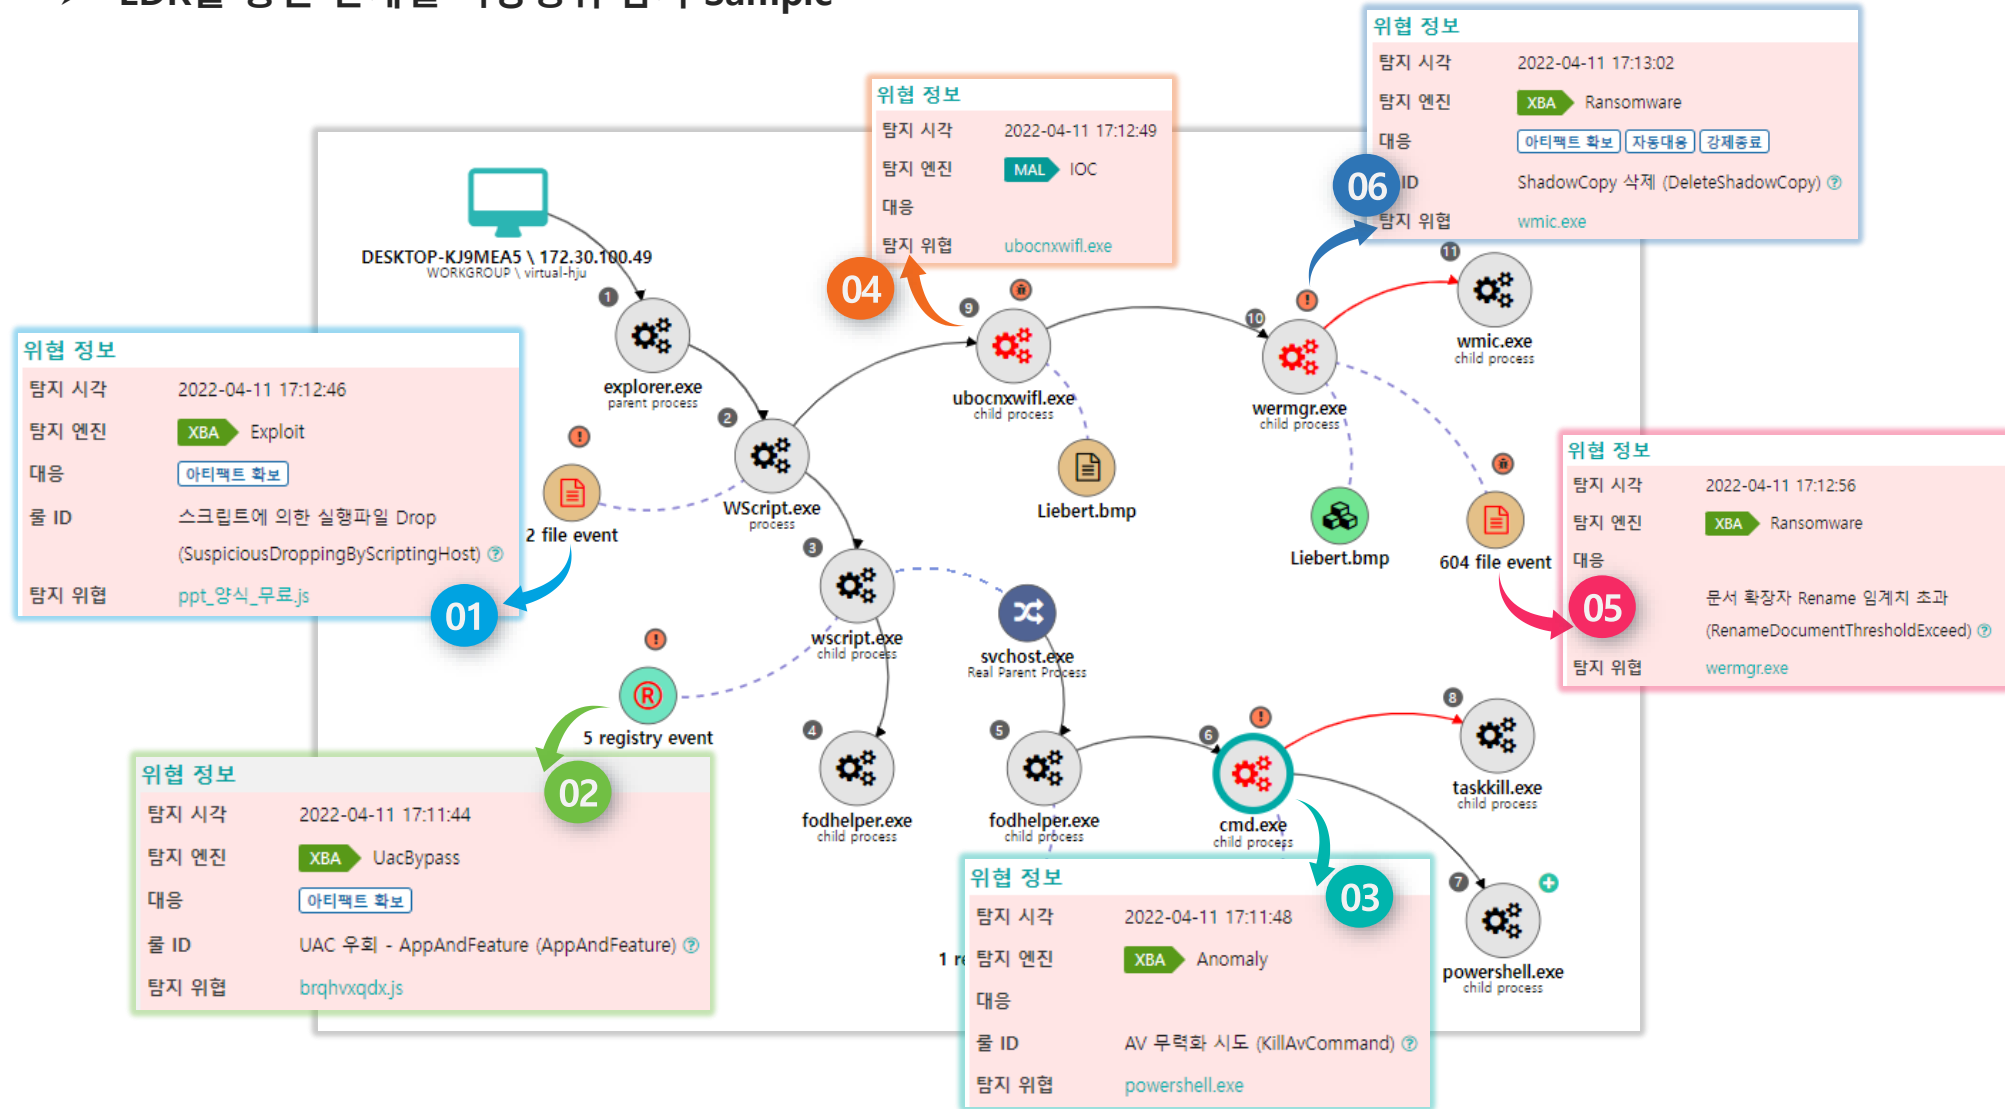 위협 정보
탐지 시각 2022-04-11 17:13:02
탐지 엔진 XBA Ransomware
대응 아티팩트 확보 자동대응 강제종료
06 ID ShadowCopy 삭제 (DeleteShadowCopy)
탐지 위협 wmic.exe
위협 정보
탐지 시각 2022-04-11 17:12:49
탐지 엔진 MAL IOC
대응
탐지 위협 ubocnxwifl.exe
04
DESKTOP-KJ9MEA5 \ 172.30.100.49
WORKGROUP \ virtual-hju
1
explorer.exe
parent process
2
WScript.exe
process
9
ubocnxwifl.exe
child process
10
wermgr.exe
child process
11
wmic.exe
child process
위협 정보
탐지 시각 2022-04-11 17:12:46
탐지 엔진 XBA Exploit
대응 아티팩트 확보
룰 ID 스크립트에 의한 실행파일 Drop
(SuspiciousDroppingByScriptingHost)
탐지 위협 ppt_양식_무료.js
01
2 file event
Liebert.bmp
Liebert.bmp
604 file event
위협 정보
탐지 시각 2022-04-11 17:12:56
탐지 엔진 XBA Ransomware
대응
05 문서 확장자 Rename 임계치 초과
(RenameDocumentThresholdExceed)
탐지 위협 wermgr.exe
3
wscript.exe
child process
svchost.exe
Real Parent Process
R
5 registry event
4
fodhelper.exe
child process
5
fodhelper.exe
child process
6
cmd.exe
child process
8
taskkill.exe
child process
7
powershell.exe
child process
위협 정보
02
탐지 시각 2022-04-11 17:11:44
탐지 엔진 XBA UacBypass
대응 아티팩트 확보
룰 ID UAC 우회 - AppAndFeature (AppAndFeature)
탐지 위협 brqhvxqdx.js
1 re
위협 정보
03
탐지 시각 2022-04-11 17:11:48
탐지 엔진 XBA Anomaly
대응
룰 ID AV 무력화 시도 (KillAvCommand)
탐지 위협 powershell.exe